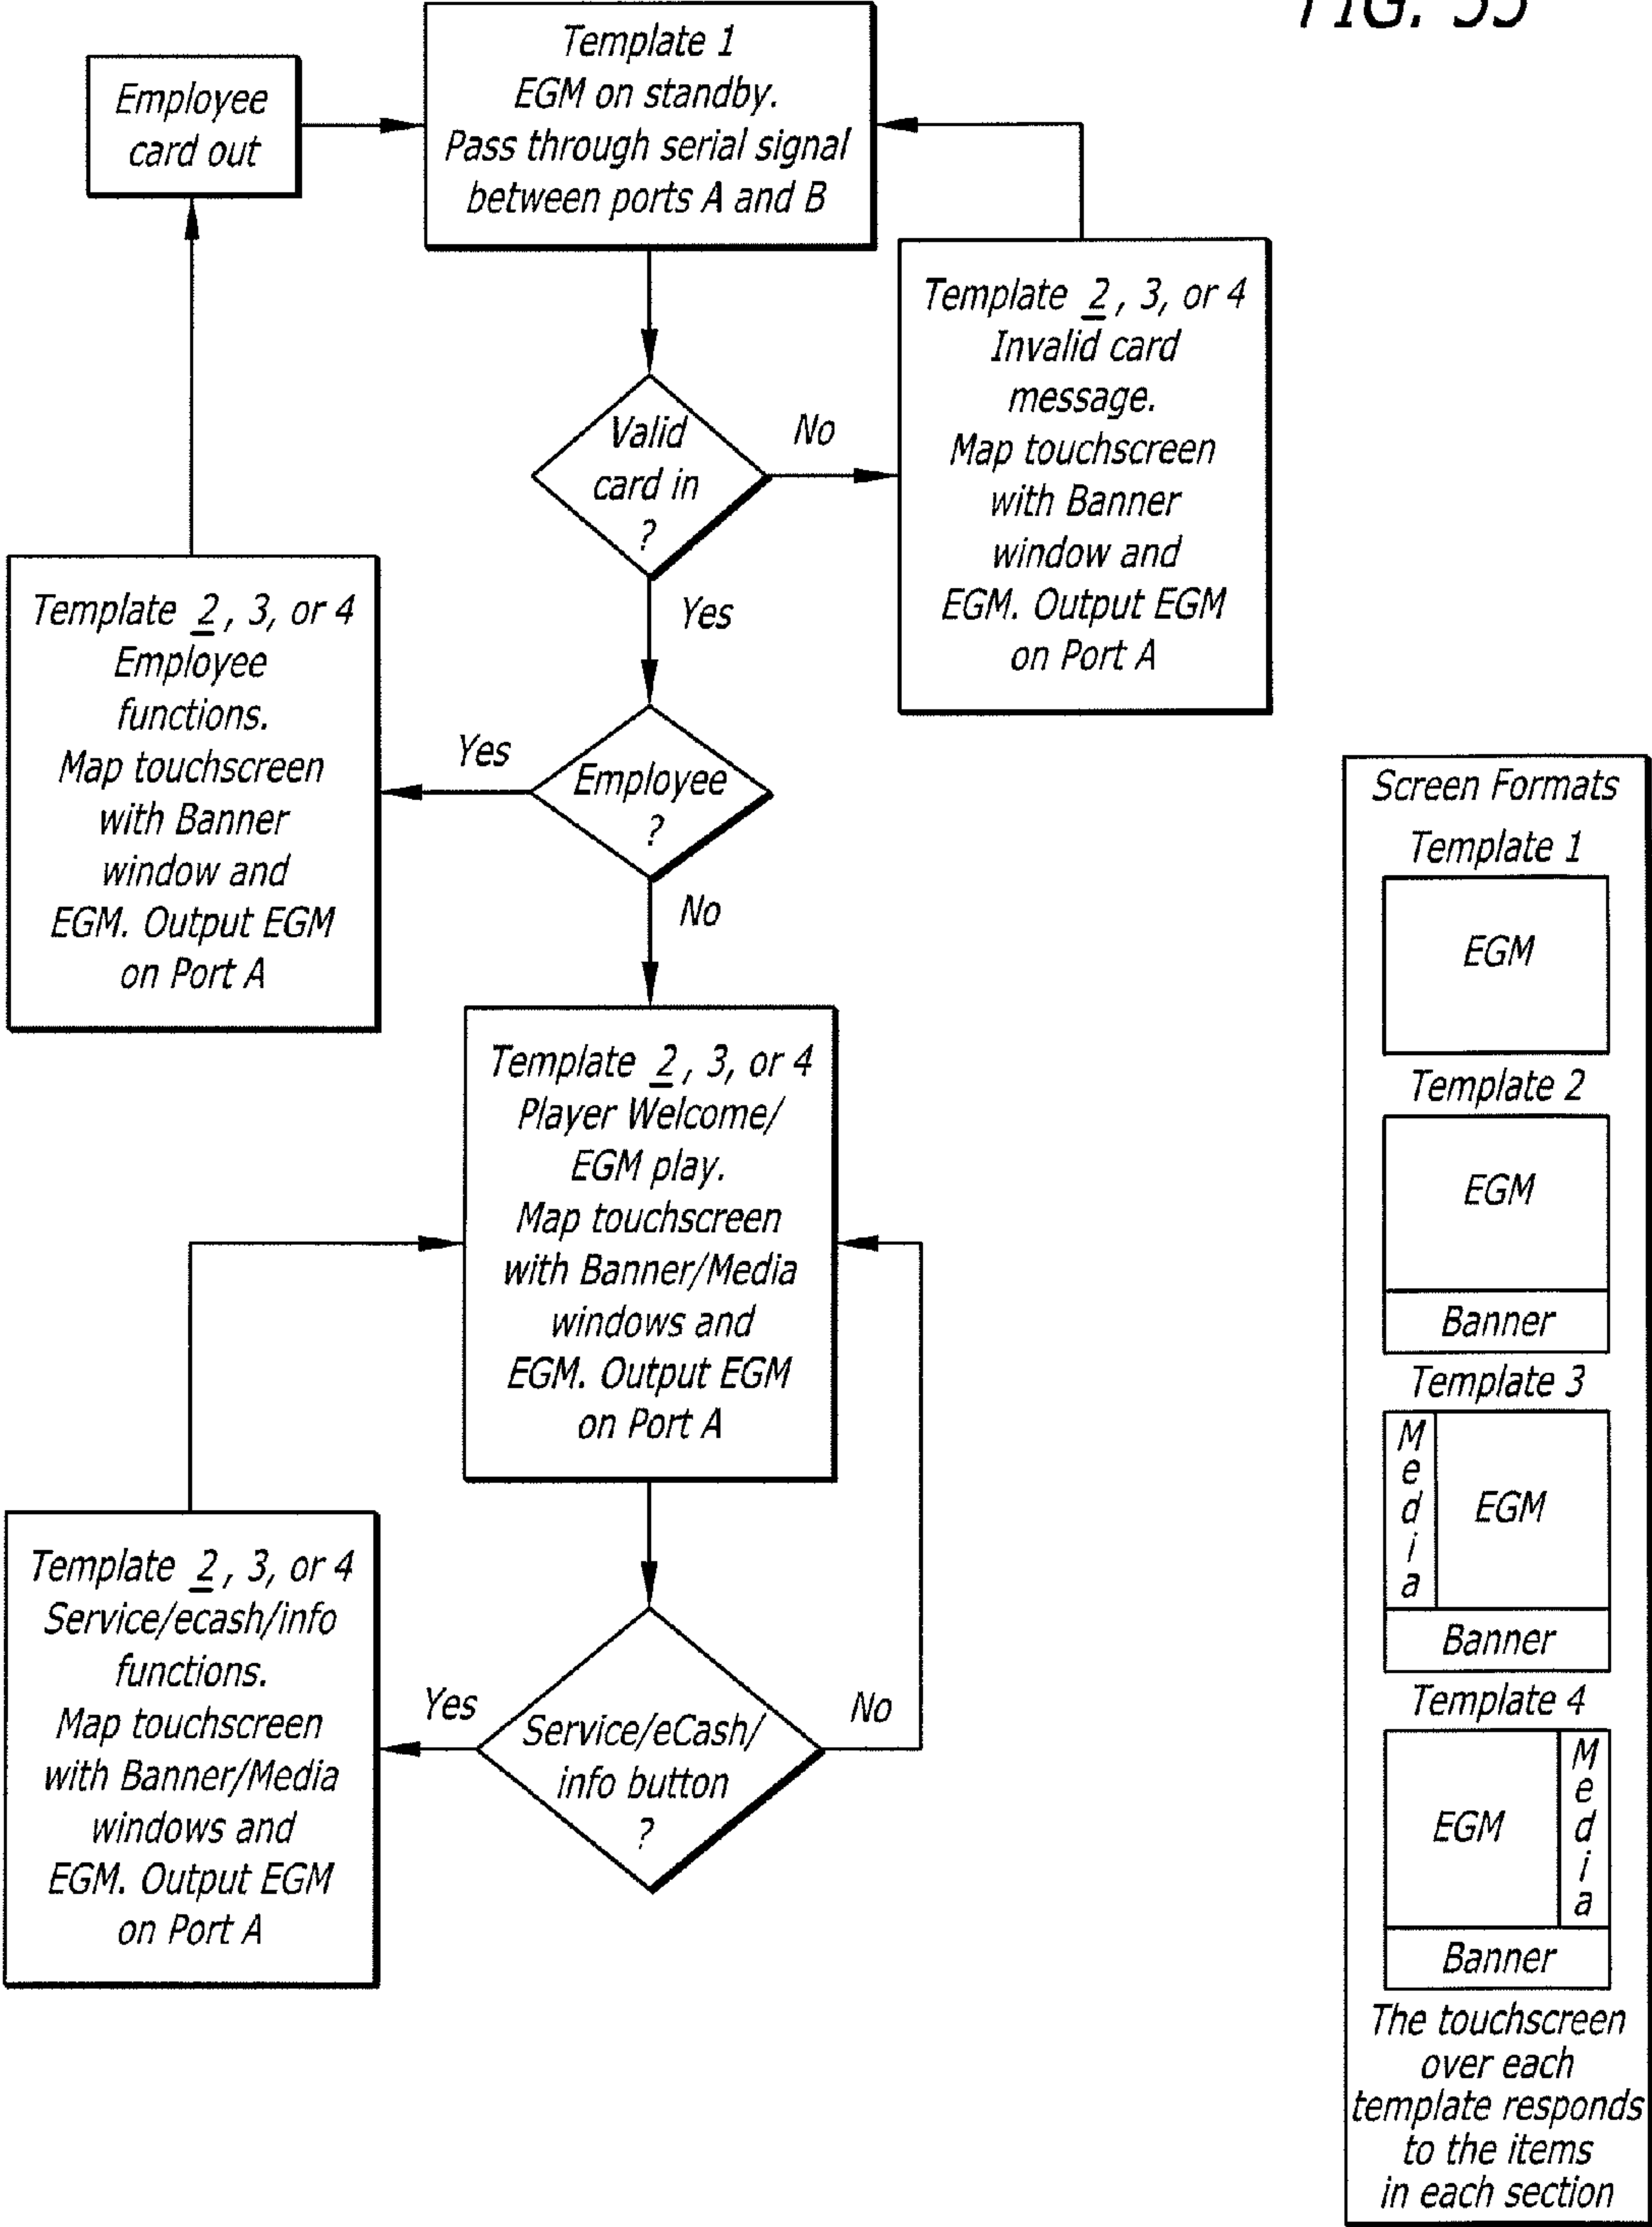 FIG. 55
Template 1
EGM on standby.
Pass through serial signal
between ports A and B
Employee
card out
Template 2, 3, or 4
Invalid card
message.
Map touchscreen
with Banner
window and
EGM. Output EGM
on Port A
Valid
card in
?
No
Yes
Template 2, 3, or 4
Employee
functions.
Map touchscreen
with Banner
window and
EGM. Output EGM
on Port A
Yes
Employee
?
No
Template 2, 3, or 4
Player Welcome/
EGM play.
Map touchscreen
with Banner/Media
windows and
EGM. Output EGM
on Port A
Template 2, 3, or 4
Service/ecash/info
functions.
Map touchscreen
with Banner/Media
windows and
EGM. Output EGM
on Port A
Yes
Service/eCash/
info button
?
No
Screen Formats
Template 1
EGM
Template 2
EGM
Banner
Template 3
Media
EGM
Banner
Template 4
EGM
Media
Banner
The touchscreen
over each
template responds
to the items
in each section